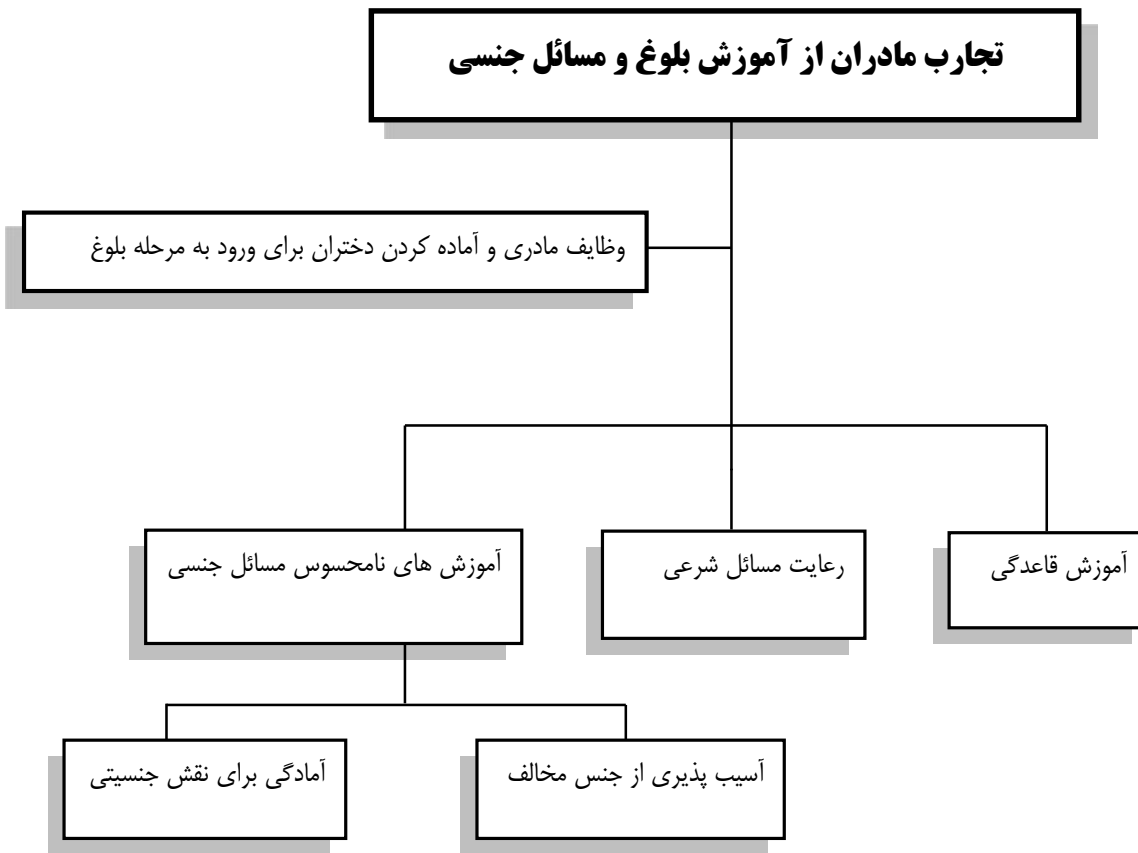 تجارب مادران از آموزش بلوغ و مسائل جنسی
وظایف مادری و آماده کردن دختران برای ورود به مرحله بلوغ
آموزش قاعدگی
رعایت مسائل شرعی
آموزش های نامحسوس مسائل جنسی
آسیب پذیری از جنس مخالف
آمادگی برای نقش جنسیتی